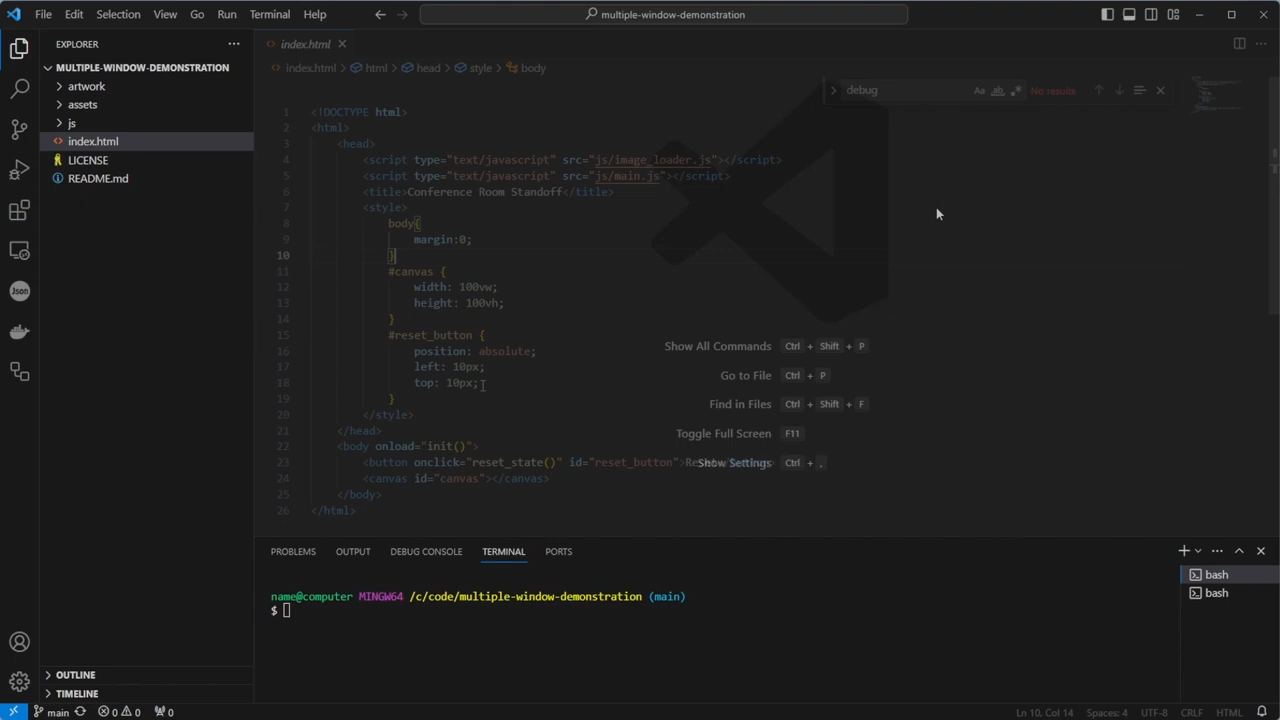 File Edit Selection View Go Run Terminal Help
multiple-window-demonstration
EXPLORER
MULTIPLE-WINDOW-DEMONSTRATION
artwork
assets
js
index.html
LICENSE
README.md
OUTLINE
TIMELINE
Json
index.html
index.html > html > head > style > body
debug
Aa ab
No results
1 <!DOCTYPE html>
2 <html>
3 <head>
4 <script type="text/javascript" src="js/image_loader.js"></script>
5 <script type="text/javascript" src="js/main.js"></script>
6 <title>Conference Room Standoff</title>
7 <style>
8 body{
9 margin:0;
10 }
11 #canvas {
12 width: 100vw;
13 height: 100vh;
14 }
15 #reset_button {
16 position: absolute;
17 left: 10px;
18 top: 10px;
19 }
20 </style>
21 </head>
22 <body onload="init()">
23 <button onclick="reset_state()" id="reset_button">
24 <canvas id="canvas"></canvas>
25 </body>
26 </html>
Show All Commands Ctrl + Shift + P
Go to File Ctrl + P
Find in Files Ctrl + Shift + F
Toggle Full Screen F11
Show Settings Ctrl + ,
PROBLEMS OUTPUT DEBUG CONSOLE TERMINAL PORTS
name@computer MINGW64 /c/code/multiple-window-demonstration (main)
$
bash
bash
main 0 0 0
Ln 10, Col 14 Spaces: 4 UTF-8 CRLF HTML